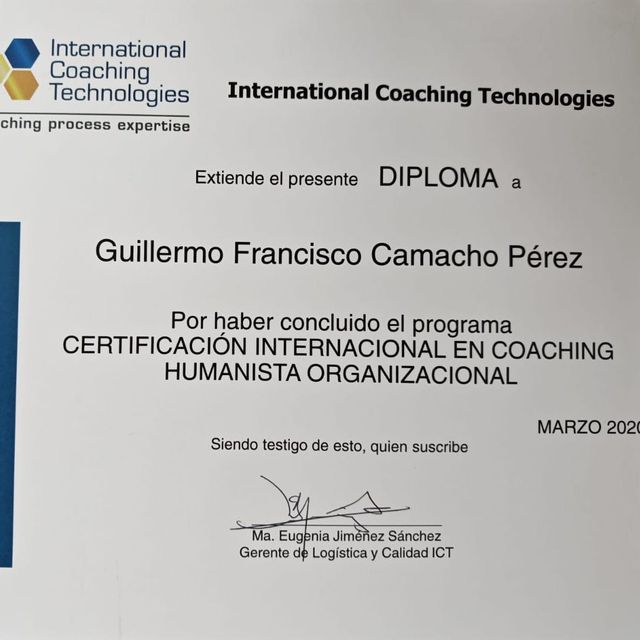 International
Coaching
Technologies
ching process expertise
International Coaching Technologies
Extiende el presente DIPLOMA a
Guillermo Francisco Camacho Pérez
Por haber concluido el programa
CERTIFICACIÓN INTERNACIONAL EN COACHING
HUMANISTA ORGANIZACIONAL
MARZO 2020
Siendo testigo de esto, quien suscribe
Ma. Eugenia Jiménez Sánchez
Gerente de Logística y Calidad ICT